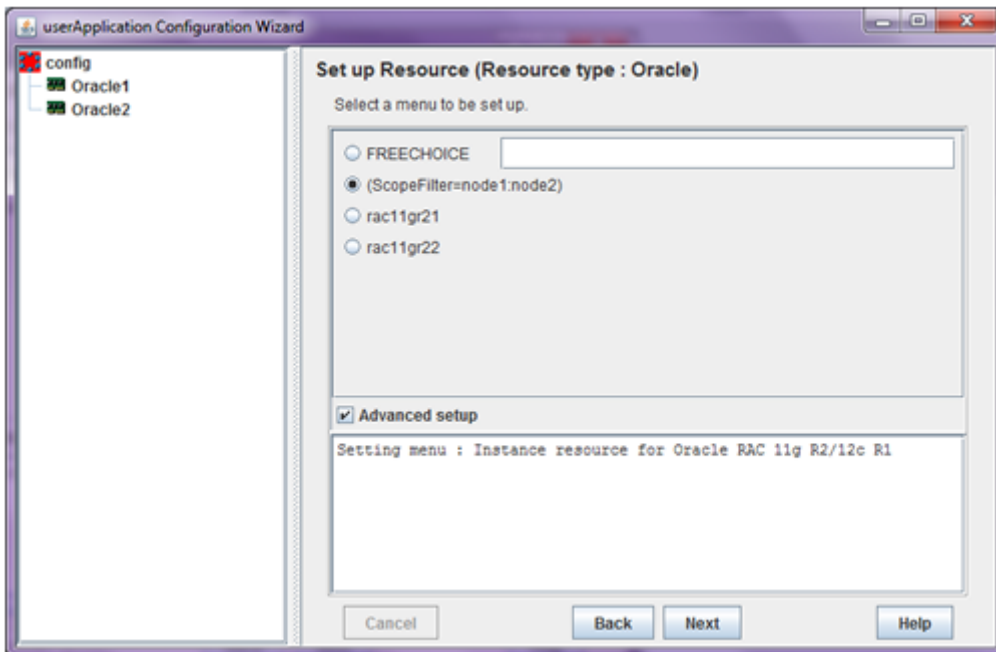 userApplication Configuration Wizard
config
Oracle1
Oracle2
Set up Resource (Resource type : Oracle)
Select a menu to be set up.
FREECHOICE
(ScopeFilter=node1:node2)
rac11gr21
rac11gr22
Advanced setup
Setting menu : Instance resource for Oracle RAC 11g R2/12c R1
Cancel
Back
Next
Help